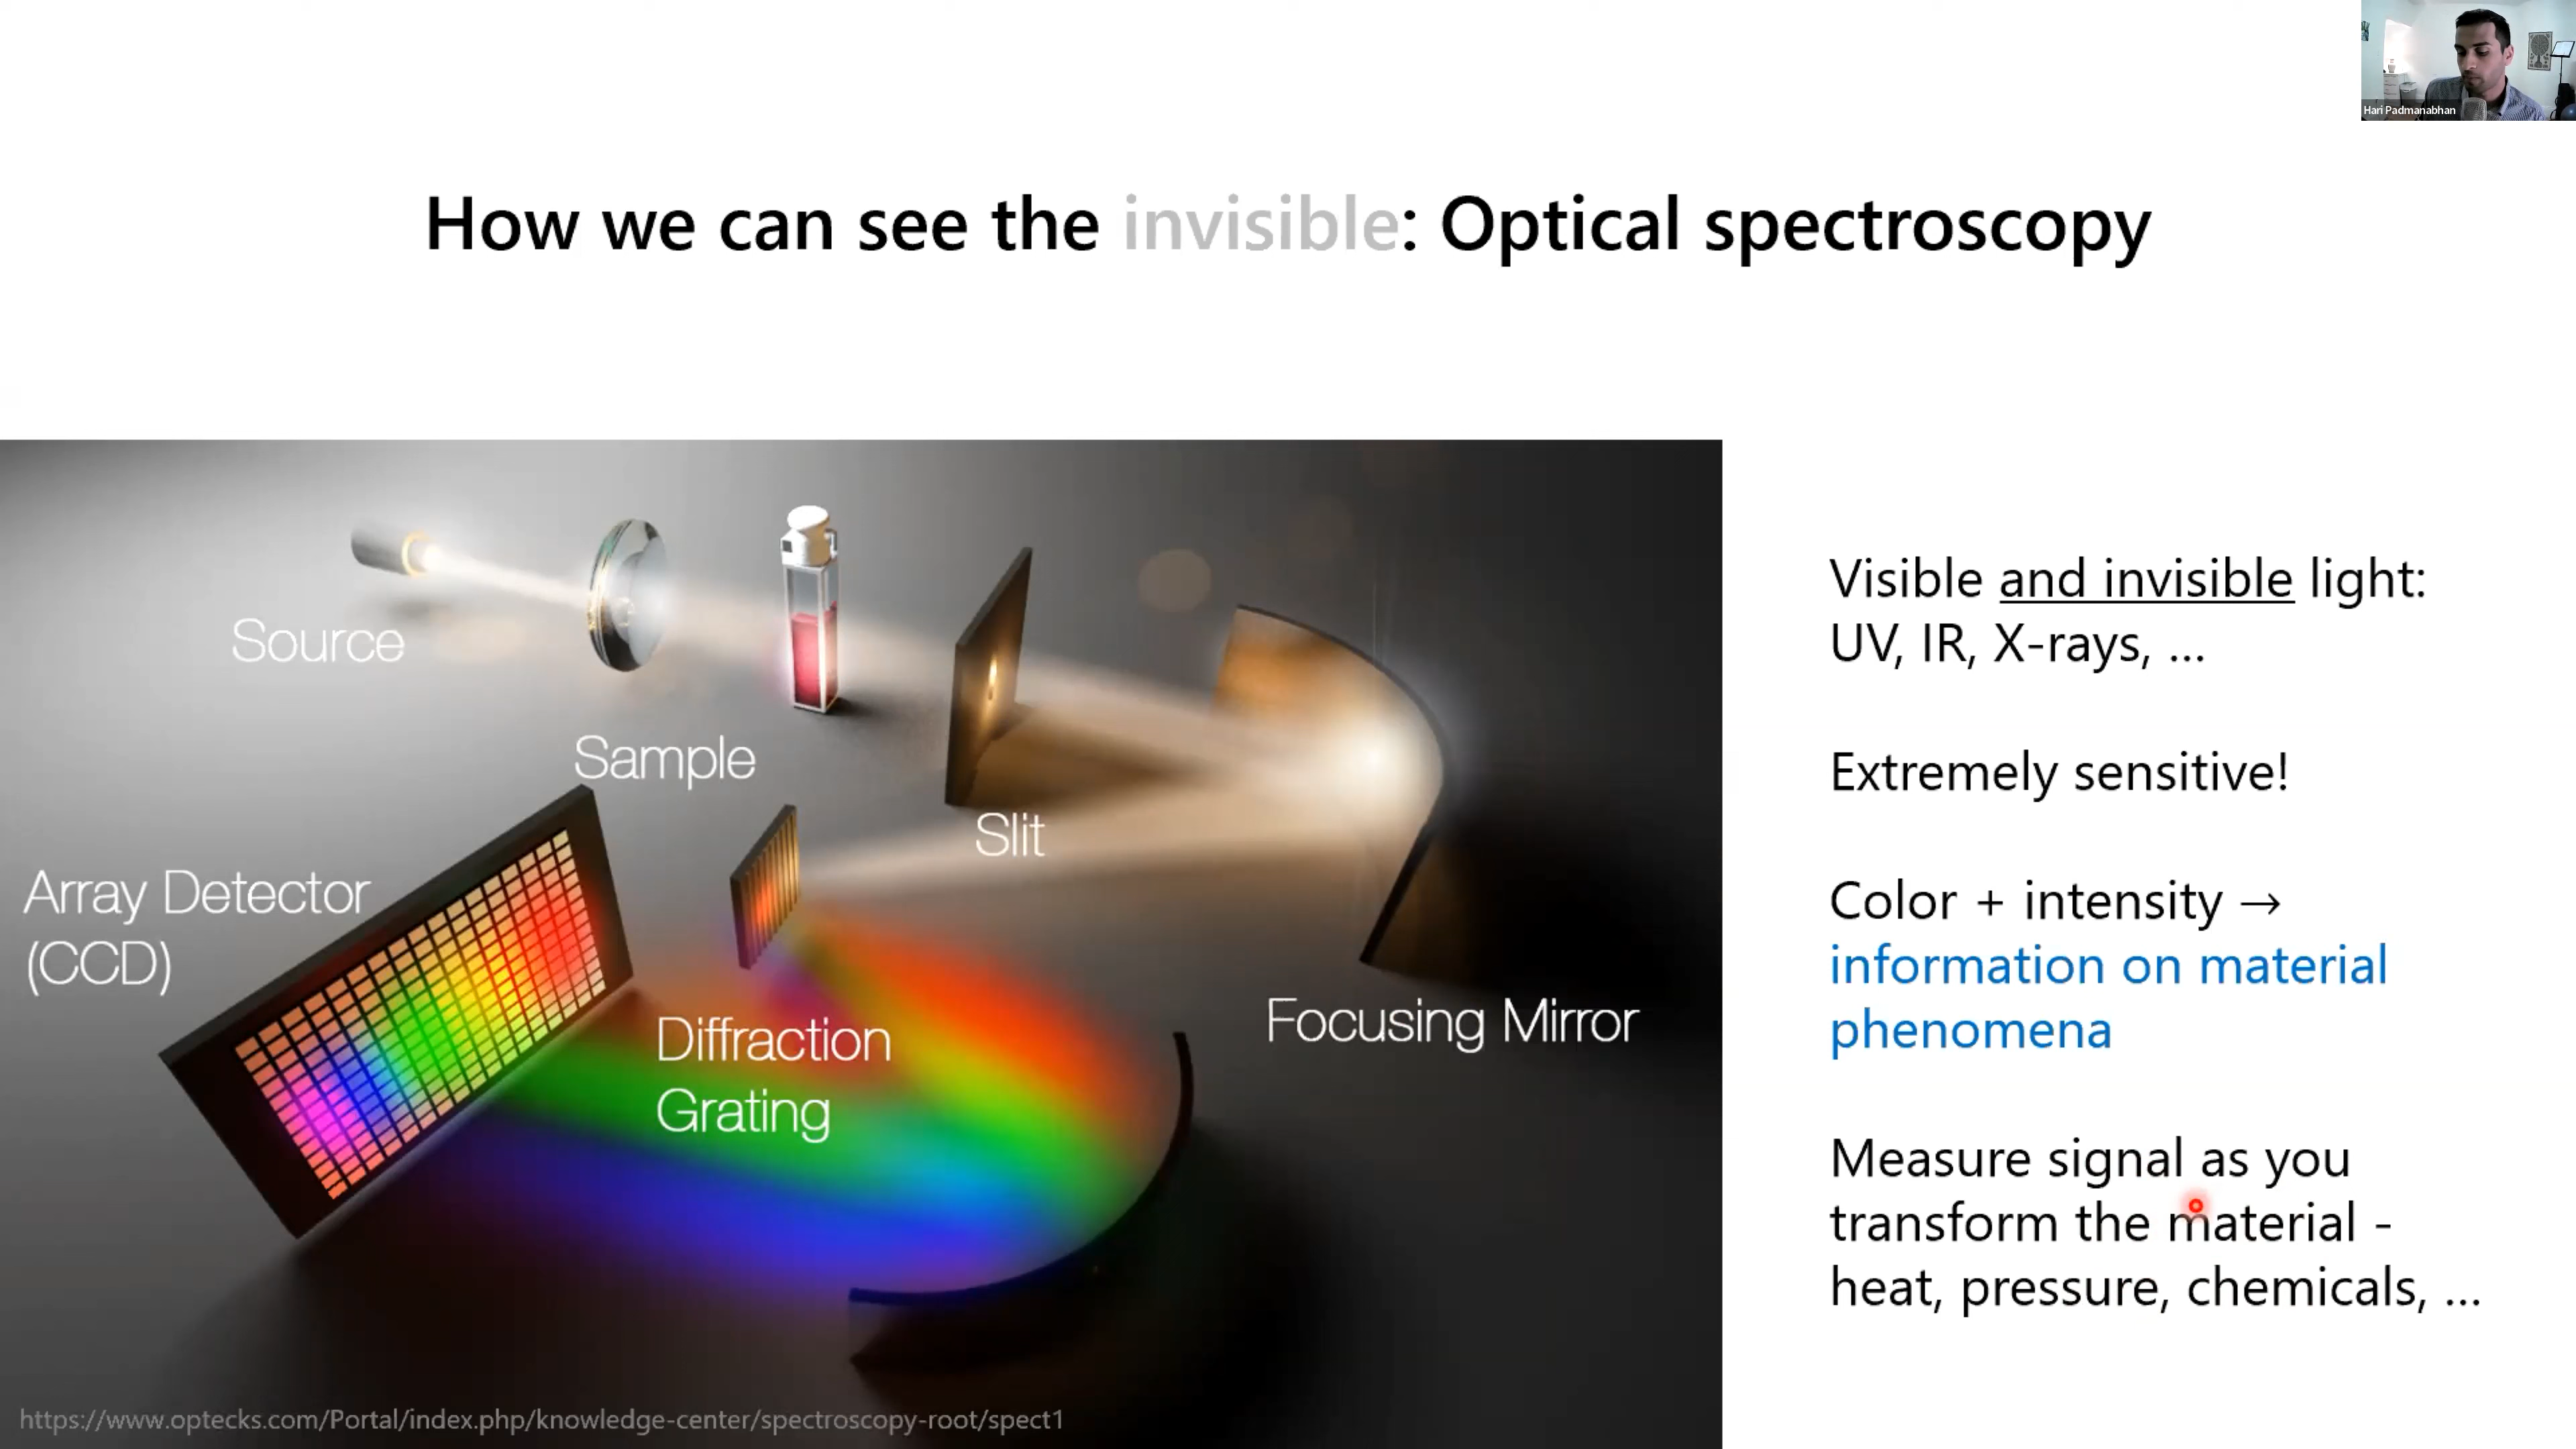 Hari Padmanabhan
How we can see the invisible: Optical spectroscopy
Source
Sample
Slit
Array Detector
(CCD)
Diffraction
Grating
Focusing Mirror
https://www.optecks.com/Portal/index.php/knowledge-center/spectroscopy-root/spect1
Visible and invisible light:
UV, IR, X-rays, ...
Extremely sensitive!
Color + intensity →
information on material
phenomena
Measure signal as you
transform the material -
heat, pressure, chemicals, ...